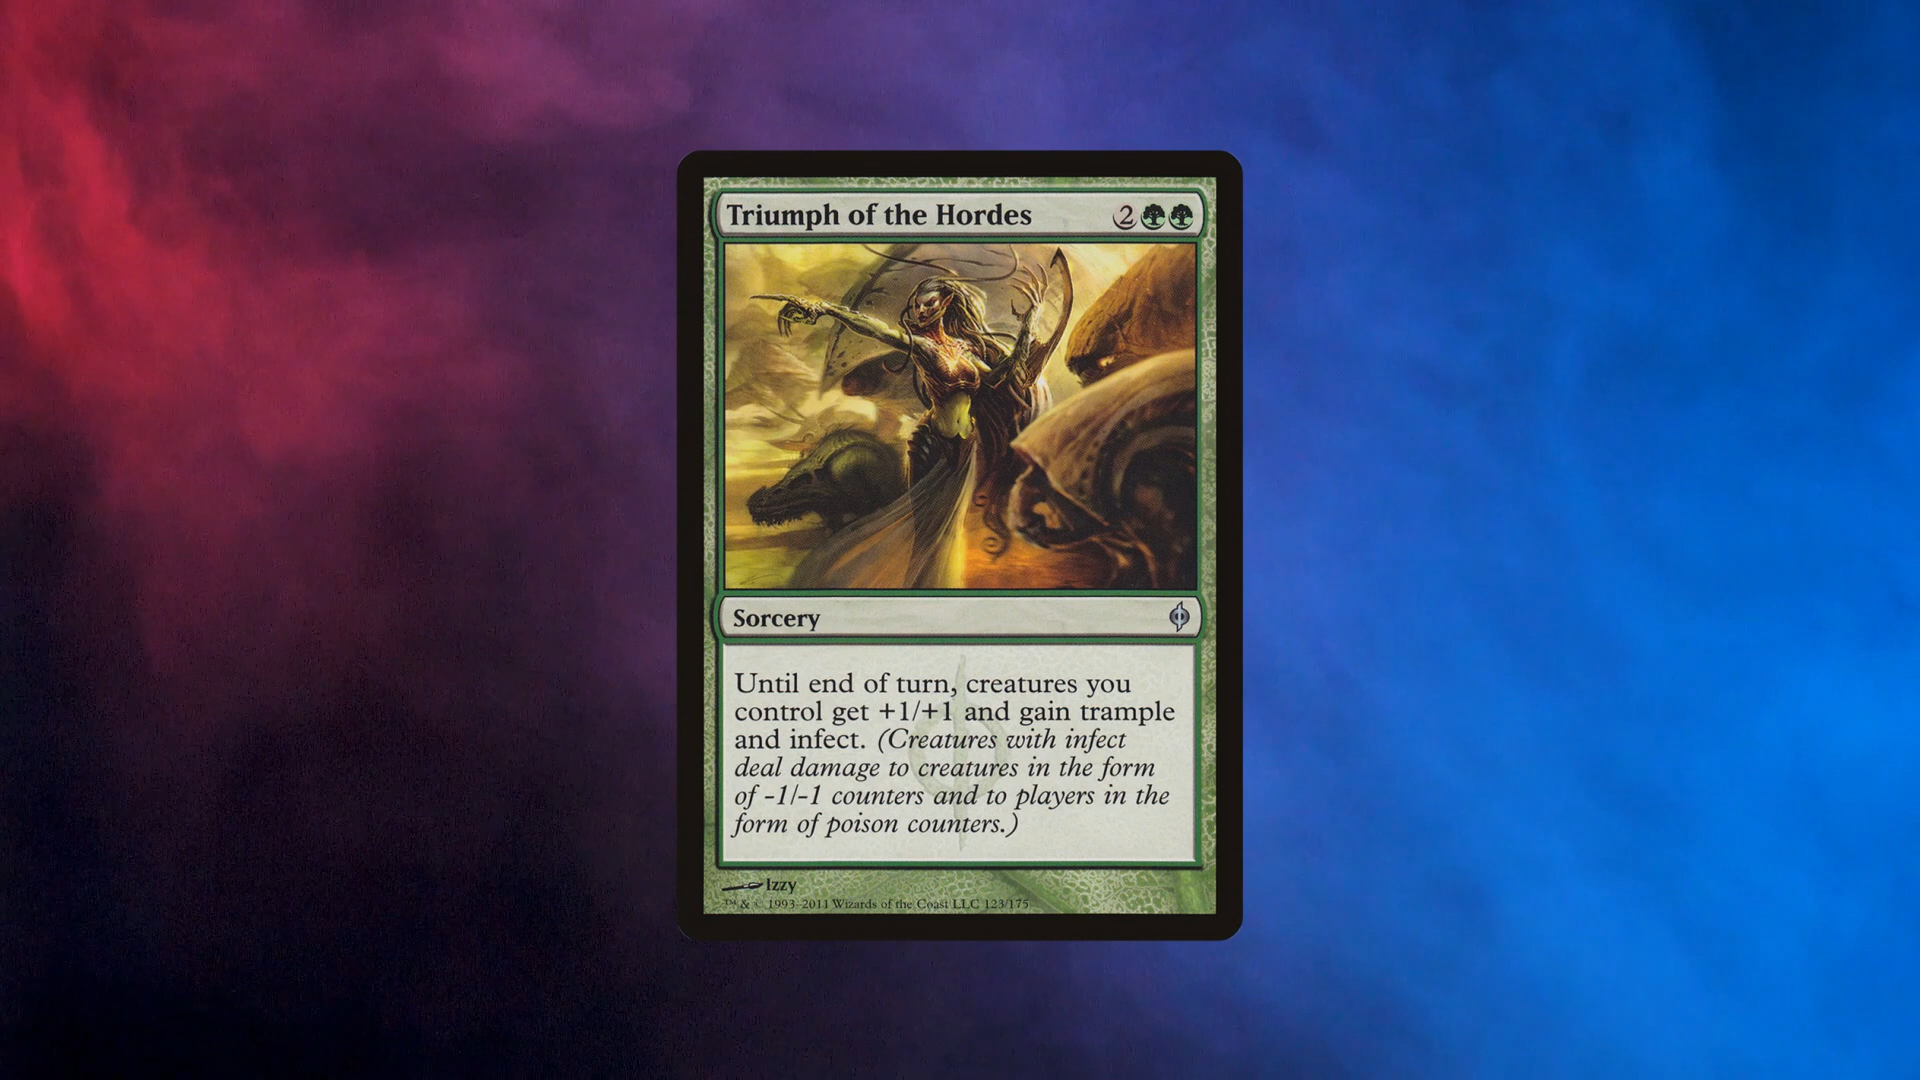 Triumph of the Hordes 2
Sorcery
Until end of turn, creatures you
control get +1/+1 and gain trample
and infect. (Creatures with infect
deal damage to creatures in the form
of -1/-1 counters and to players in the
form of poison counters.)
Izzy
™ & © 1993–2011 Wizards of the Coast LLC 123/175